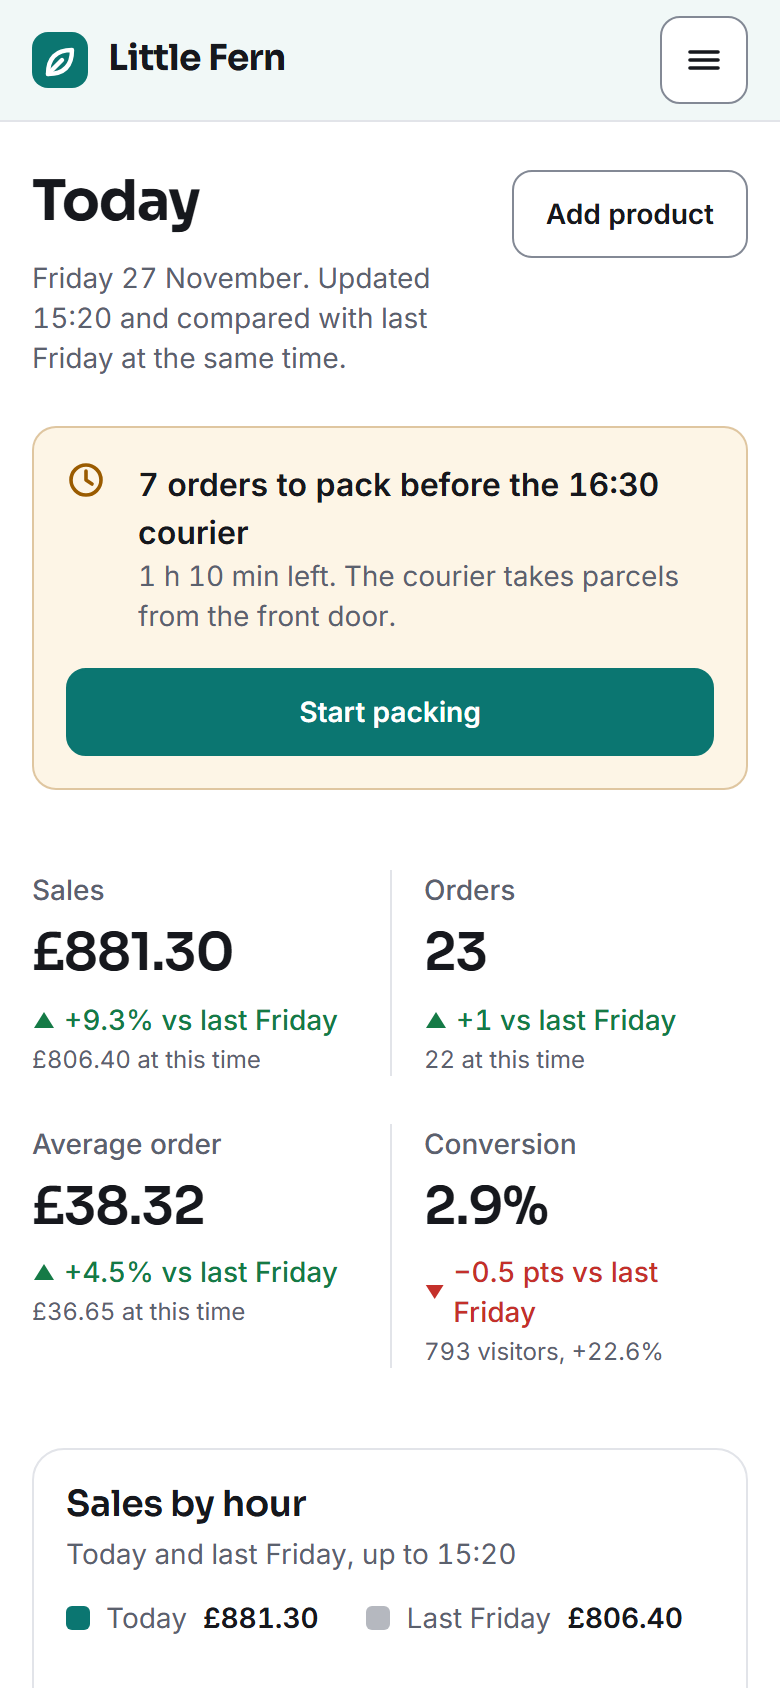 Little Fern
Today
Add product
Friday 27 November. Updated
15:20 and compared with last
Friday at the same time.
7 orders to pack before the 16:30
courier
1 h 10 min left. The courier takes parcels
from the front door.
Start packing
Sales
£881.30
▲ +9.3% vs last Friday
£806.40 at this time
Orders
23
▲ +1 vs last Friday
22 at this time
Average order
£38.32
▲ +4.5% vs last Friday
£36.65 at this time
Conversion
2.9%
▼ −0.5 pts vs last
Friday
793 visitors, +22.6%
Sales by hour
Today and last Friday, up to 15:20
Today £881.30 Last Friday £806.40